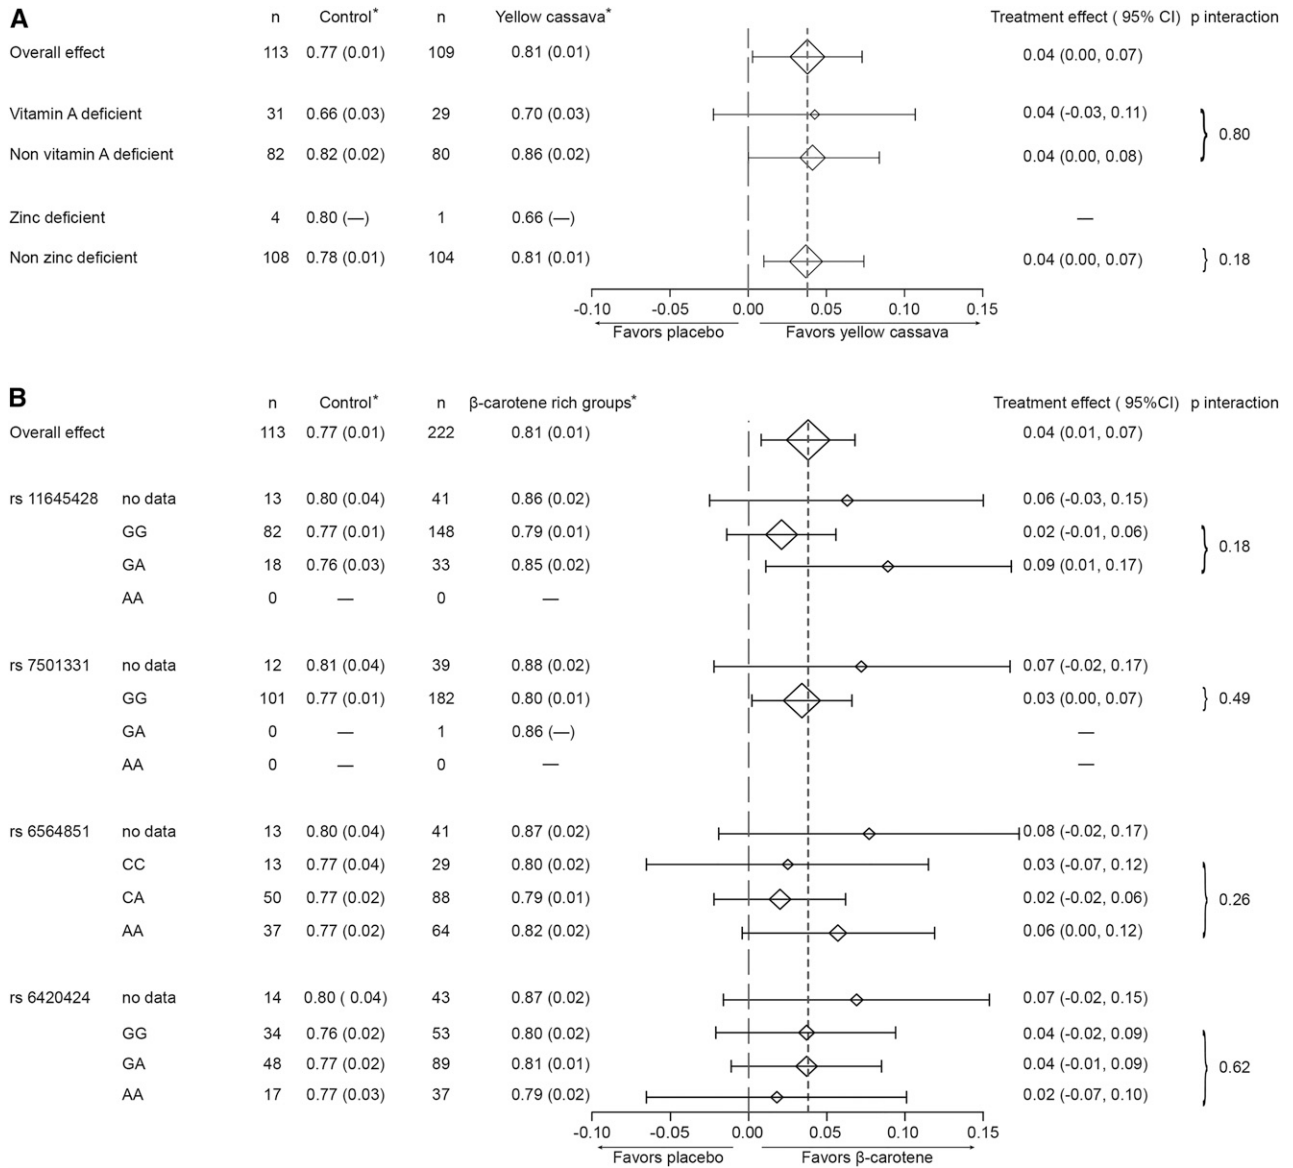 A
n Control* n Yellow cassava* Treatment effect ( 95% CI) p interaction
Overall effect 113 0.77 (0.01) 109 0.81 (0.01) 0.04 (0.00, 0.07)
Vitamin A deficient 31 0.66 (0.03) 29 0.70 (0.03) 0.04 (-0.03, 0.11)
0.80
Non vitamin A deficient 82 0.82 (0.02) 80 0.86 (0.02) 0.04 (0.00, 0.08)
Zinc deficient 4 0.80 (—) 1 0.66 (—) —
Non zinc deficient 108 0.78 (0.01) 104 0.81 (0.01) 0.04 (0.00, 0.07) } 0.18
-0.10 -0.05 0.00 0.05 0.10 0.15
Favors placebo Favors yellow cassava
B
n Control* n β-carotene rich groups* Treatment effect ( 95%CI) p interaction
Overall effect 113 0.77 (0.01) 222 0.81 (0.01) 0.04 (0.01, 0.07)
rs 11645428 no data 13 0.80 (0.04) 41 0.86 (0.02) 0.06 (-0.03, 0.15)
GG 82 0.77 (0.01) 148 0.79 (0.01) 0.02 (-0.01, 0.06)
0.18
GA 18 0.76 (0.03) 33 0.85 (0.02) 0.09 (0.01, 0.17)
AA 0 — 0 —
rs 7501331 no data 12 0.81 (0.04) 39 0.88 (0.02) 0.07 (-0.02, 0.17)
GG 101 0.77 (0.01) 182 0.80 (0.01) 0.03 (0.00, 0.07) } 0.49
GA 0 — 1 0.86 (—) —
AA 0 — 0 — —
rs 6564851 no data 13 0.80 (0.04) 41 0.87 (0.02) 0.08 (-0.02, 0.17)
CC 13 0.77 (0.04) 29 0.80 (0.02) 0.03 (-0.07, 0.12)
CA 50 0.77 (0.02) 88 0.79 (0.01) 0.02 (-0.02, 0.06) 0.26
AA 37 0.77 (0.02) 64 0.82 (0.02) 0.06 (0.00, 0.12)
rs 6420424 no data 14 0.80 ( 0.04) 43 0.87 (0.02) 0.07 (-0.02, 0.15)
GG 34 0.76 (0.02) 53 0.80 (0.02) 0.04 (-0.02, 0.09)
GA 48 0.77 (0.02) 89 0.81 (0.01) 0.04 (-0.01, 0.09) 0.62
AA 17 0.77 (0.03) 37 0.79 (0.02) 0.02 (-0.07, 0.10)
-0.10 -0.05 0.00 0.05 0.10 0.15
Favors placebo Favors β-carotene